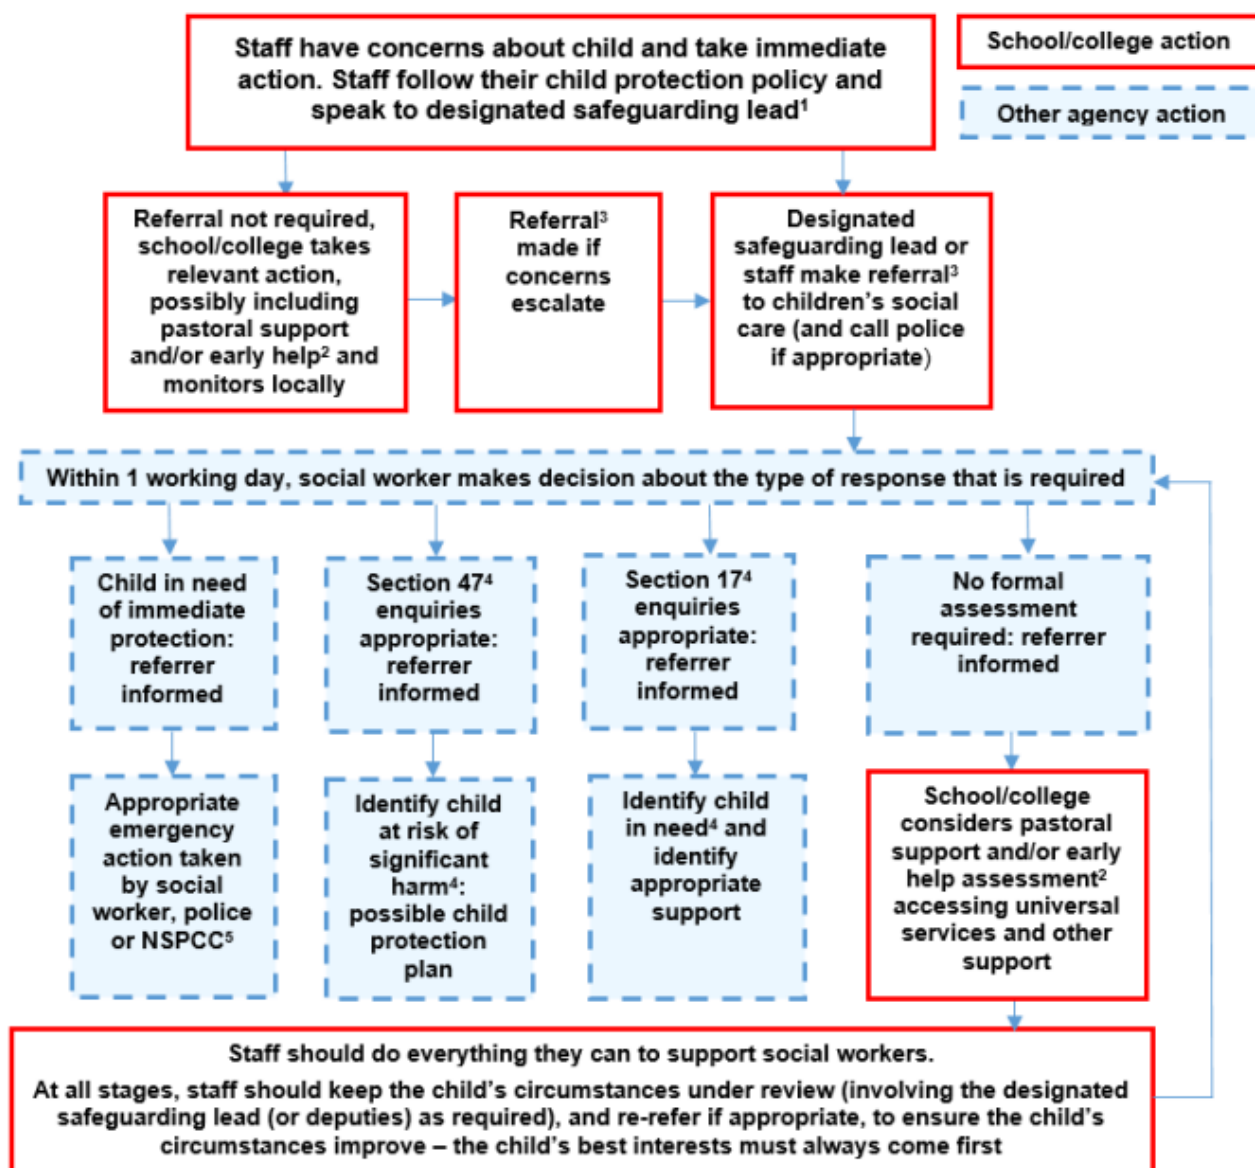 Staff have concerns about child and take immediate
action. Staff follow their child protection policy and
speak to designated safeguarding lead¹
School/college action
Other agency action
Referral not required,
school/college takes
relevant action,
possibly including
pastoral support
and/or early help² and
monitors locally
Referral³
made if
concerns
escalate
Designated
safeguarding lead or
staff make referral³
to children’s social
care (and call police
if appropriate)
Within 1 working day, social worker makes decision about the type of response that is required
Child in need
of immediate
protection:
referrer
informed
Section 47⁴
enquiries
appropriate:
referrer
informed
Section 17⁴
enquiries
appropriate:
referrer
informed
No formal
assessment
required: referrer
informed
Appropriate
emergency
action taken
by social
worker, police
or NSPCC⁵
Identify child
at risk of
significant
harm⁴:
possible child
protection
plan
Identify child
in need⁴ and
identify
appropriate
support
School/college
considers pastoral
support and/or early
help assessment²
accessing universal
services and other
support
Staff should do everything they can to support social workers.
At all stages, staff should keep the child’s circumstances under review (involving the designated
safeguarding lead (or deputies) as required), and re-refer if appropriate, to ensure the child’s
circumstances improve – the child’s best interests must always come first